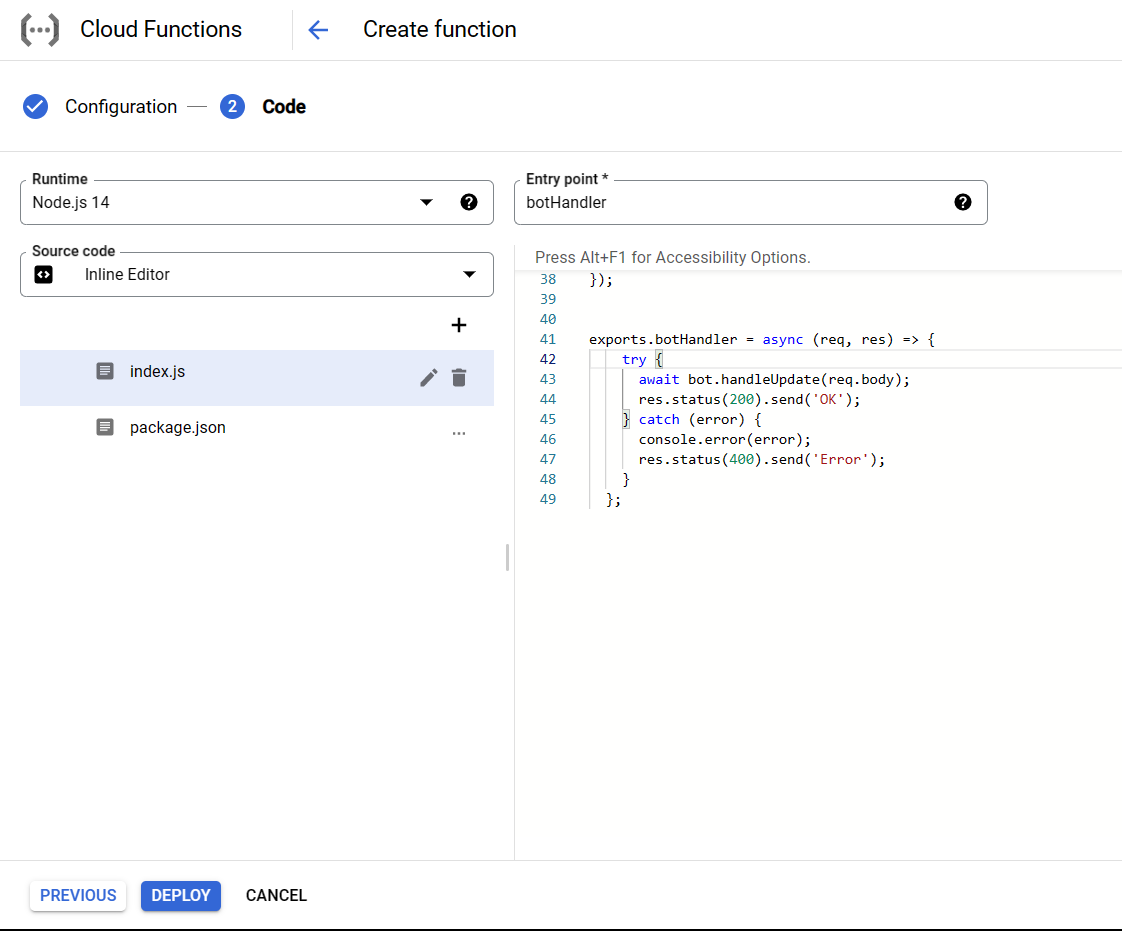 Cloud Functions
Create function
Configuration
2
Code
Runtime
Node.js 14
Entry point *
botHandler
Source code
Inline Editor
index.js
package.json
Press Alt+F1 for Accessibility Options.
38 });
39
40
41 exports.botHandler = async (req, res) => {
42 try {
43 await bot.handleUpdate(req.body);
44 res.status(200).send('OK');
45 } catch (error) {
46 console.error(error);
47 res.status(400).send('Error');
48 }
49 };
PREVIOUS
DEPLOY
CANCEL